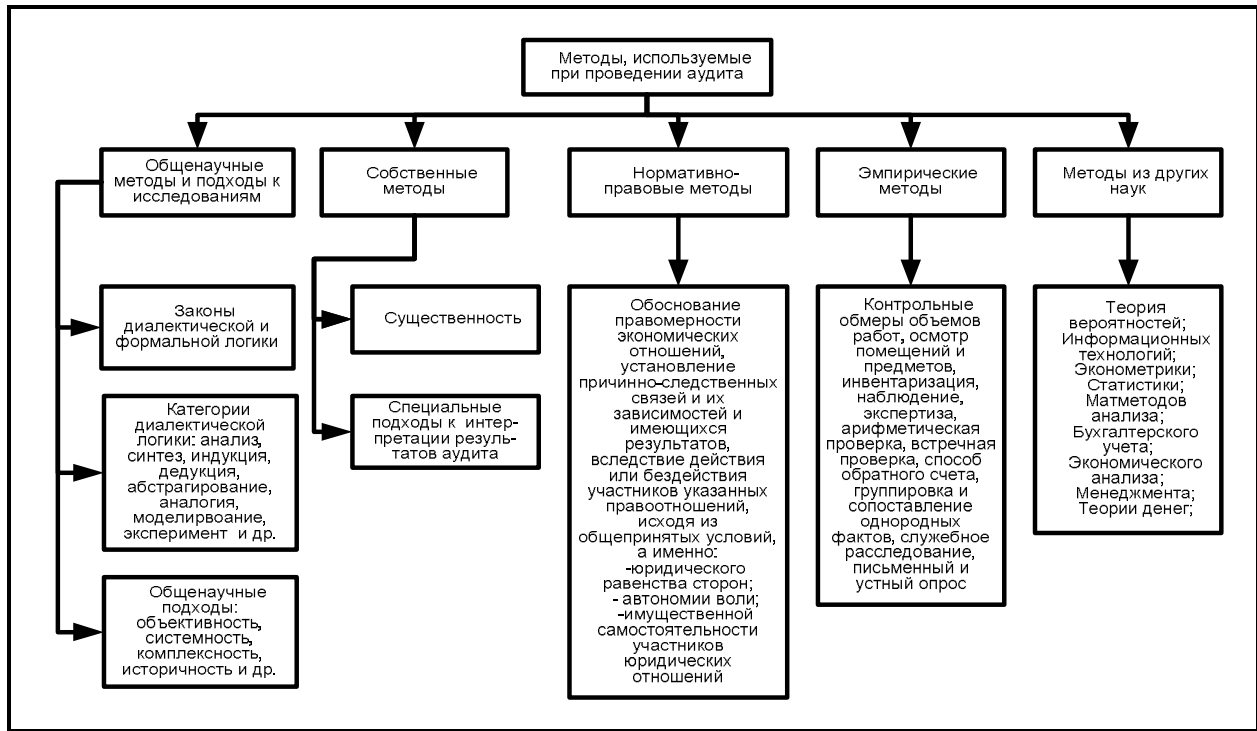 Методы, используемые
при проведении аудита
Общенаучные
методы и подходы к
исследованиям
Собственные
методы
Нормативно-
правовые методы
Эмпирические
методы
Методы из других
наук
Законы
диалектической и
формальной логики
Категории
диалектической
логики: анализ,
синтез, индукция,
дедукция,
абстрагирование,
аналогия,
моделирвоание,
эксперимент и др.
Общенаучные
подходы:
объективность,
системность,
комплексность,
историчность и др.
Существенность
Специальные
подходы к интер-
претации резуль-
татов аудита
Обоснование
правомерности
экономических
отношений,
установление
причинно-следственных
связей и их
зависимостей и
имеющихся
результатов,
вследствие действия
или бездействия
участников указанных
правоотношений,
исходя из
общепринятых условий,
а именно:
-юридического
равенства сторон;
- автономии воли;
-имущественной
самостоятельности
участников
юридических
отношений
Контрольные
обмеры объемов
работ, осмотр
помещений и
предметов,
инвентаризация,
наблюдение,
экспертиза,
арифметическая
проверка, встречная
проверка, способ
обратного счета,
группировка и
сопоставление
однородных
фактов, служебное
расследование,
письменный и
устный опрос
Теория
вероятностей;
Информационных
технологий;
Эконометрики;
Статистики;
Матметодов
анализа;
Бухгалтерского
учета;
Экономического
анализа;
Менеджмента;
Теории денег;